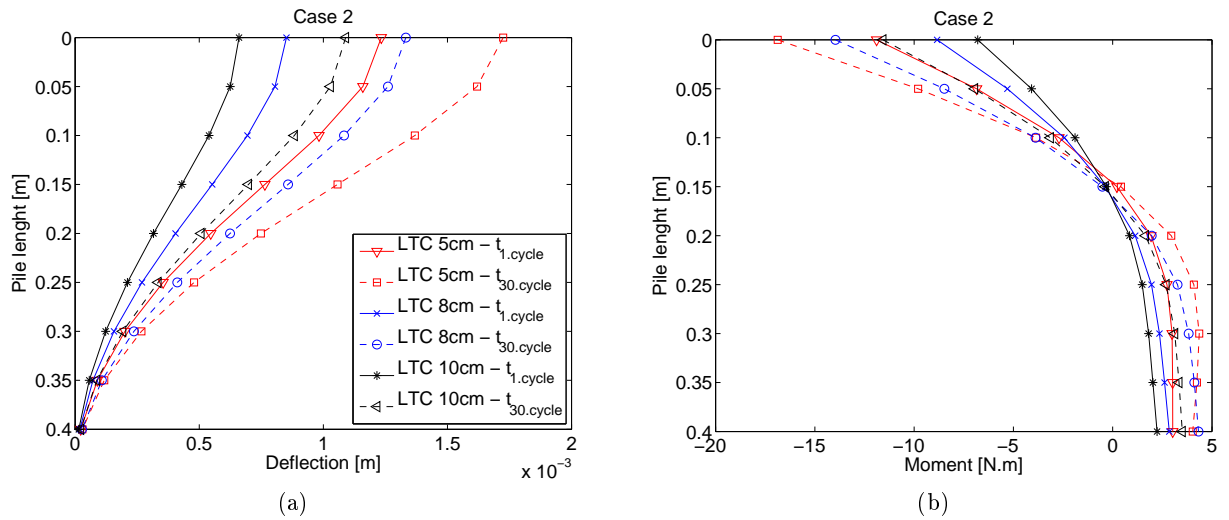 Case 2
0
0.05
0.1
0.15
0.2
0.25
0.3
0.35
0.4
Pile lenght [m]
LTC 5cm − t1.cycle
LTC 5cm − t30.cycle
LTC 8cm − t1.cycle
LTC 8cm − t30.cycle
LTC 10cm − t1.cycle
LTC 10cm − t30.cycle
0 0.5 1 1.5 2
Deflection [m]
x 10−3
(a)
Case 2
0
0.05
0.1
0.15
0.2
0.25
0.3
0.35
0.4
Pile lenght [m]
−20 −15 −10 −5 0 5
Moment [N.m]
(b)